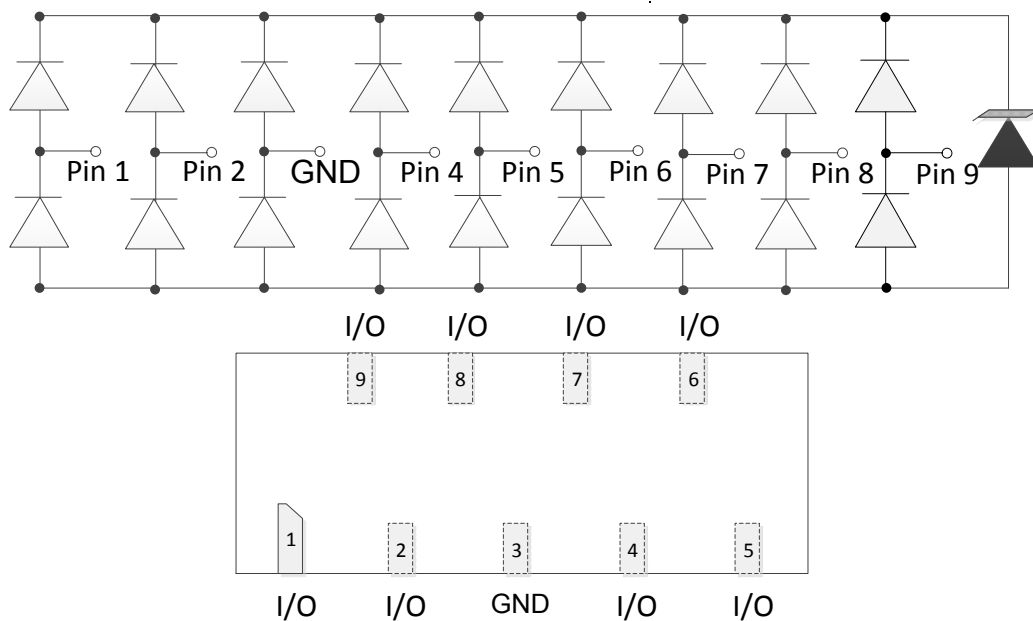 Pin 1 Pin 2 GND Pin 4 Pin 5 Pin 6 Pin 7 Pin 8 Pin 9
I/O I/O I/O I/O
9 8 7 6
1 2 3 4 5
I/O I/O GND I/O I/O